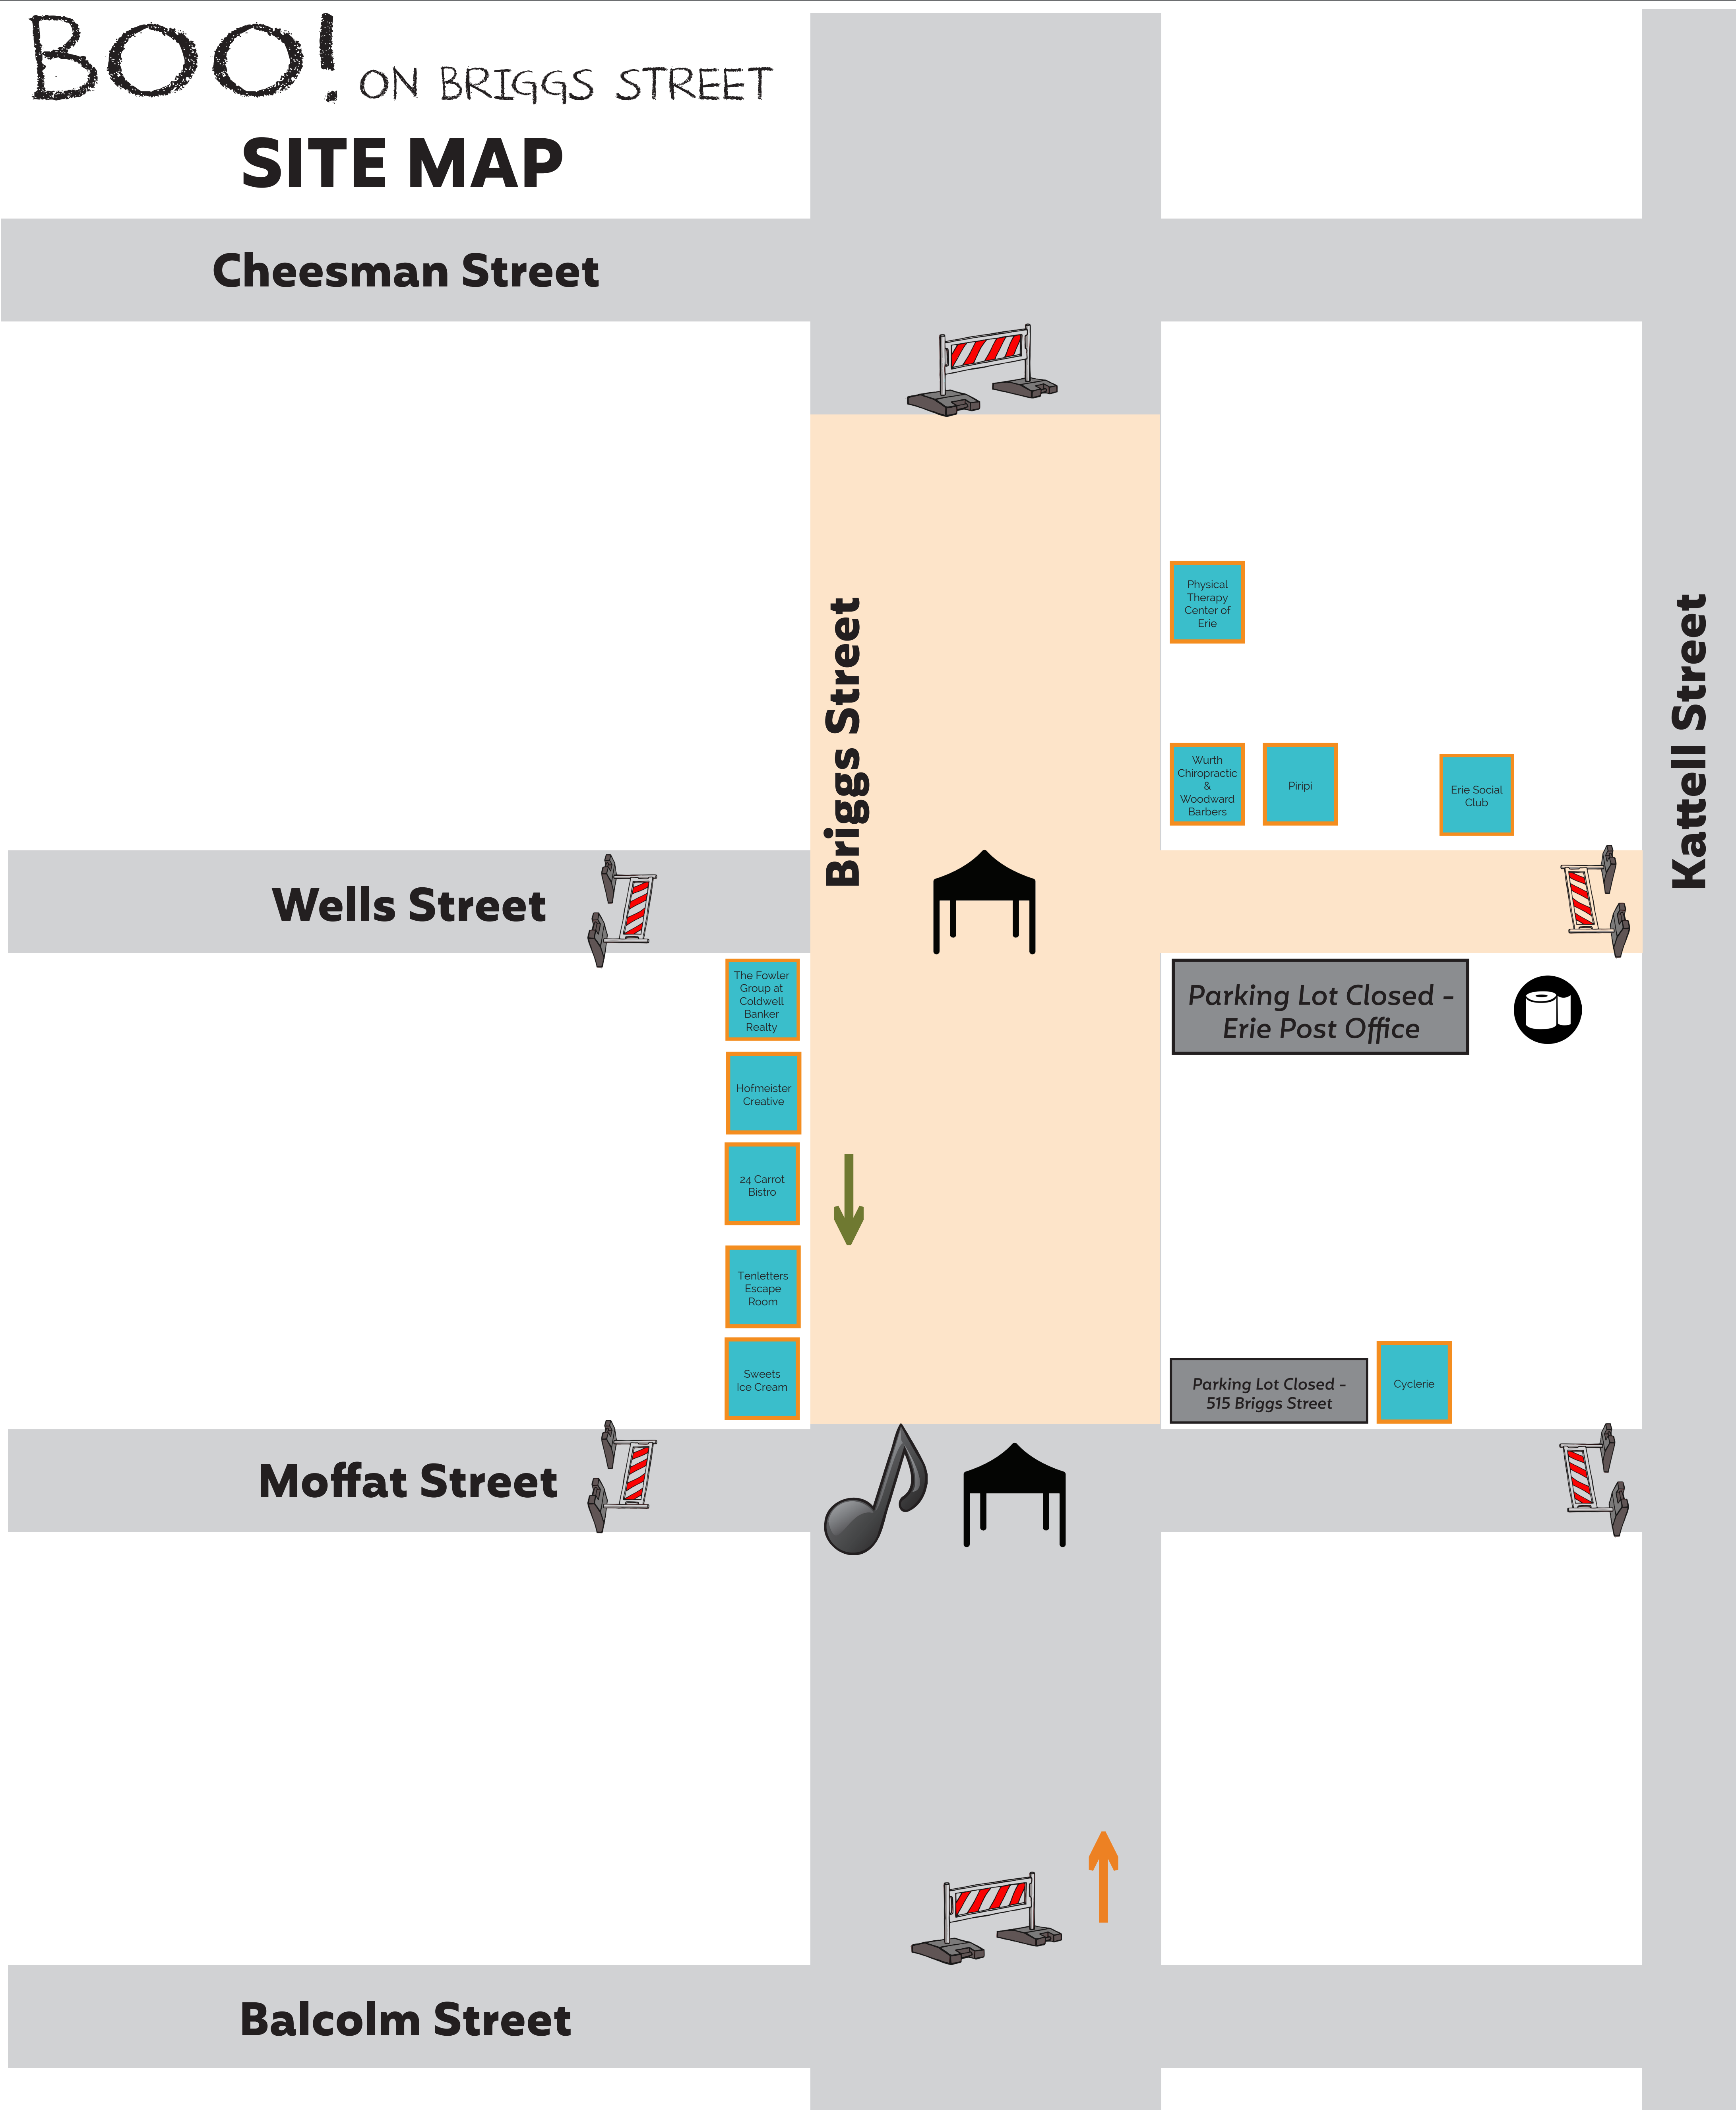 BOO! ON BRIGGS STREET
SITE MAP
Cheesman Street
Briggs Street
Kattell Street
Physical
Therapy
Center of
Erie
Wurth
Chiropractic
&
Woodward
Barbers
Piripi
Erie Social
Club
Wells Street
The Fowler
Group at
Coldwell
Banker
Realty
Parking Lot Closed -
Erie Post Office
Hofmeister
Creative
24 Carrot
Bistro
Tenletters
Escape
Room
Sweets
Ice Cream
Parking Lot Closed -
515 Briggs Street
Cyclerie
Moffat Street
Balcolm Street